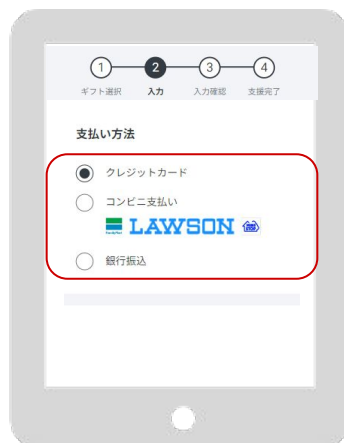 1 2 3 4
ギフト選択 入力 入力確認 支援完了
支払い方法
クレジットカード
コンビニ支払い
FamilyMart LAWSON
銀行振込